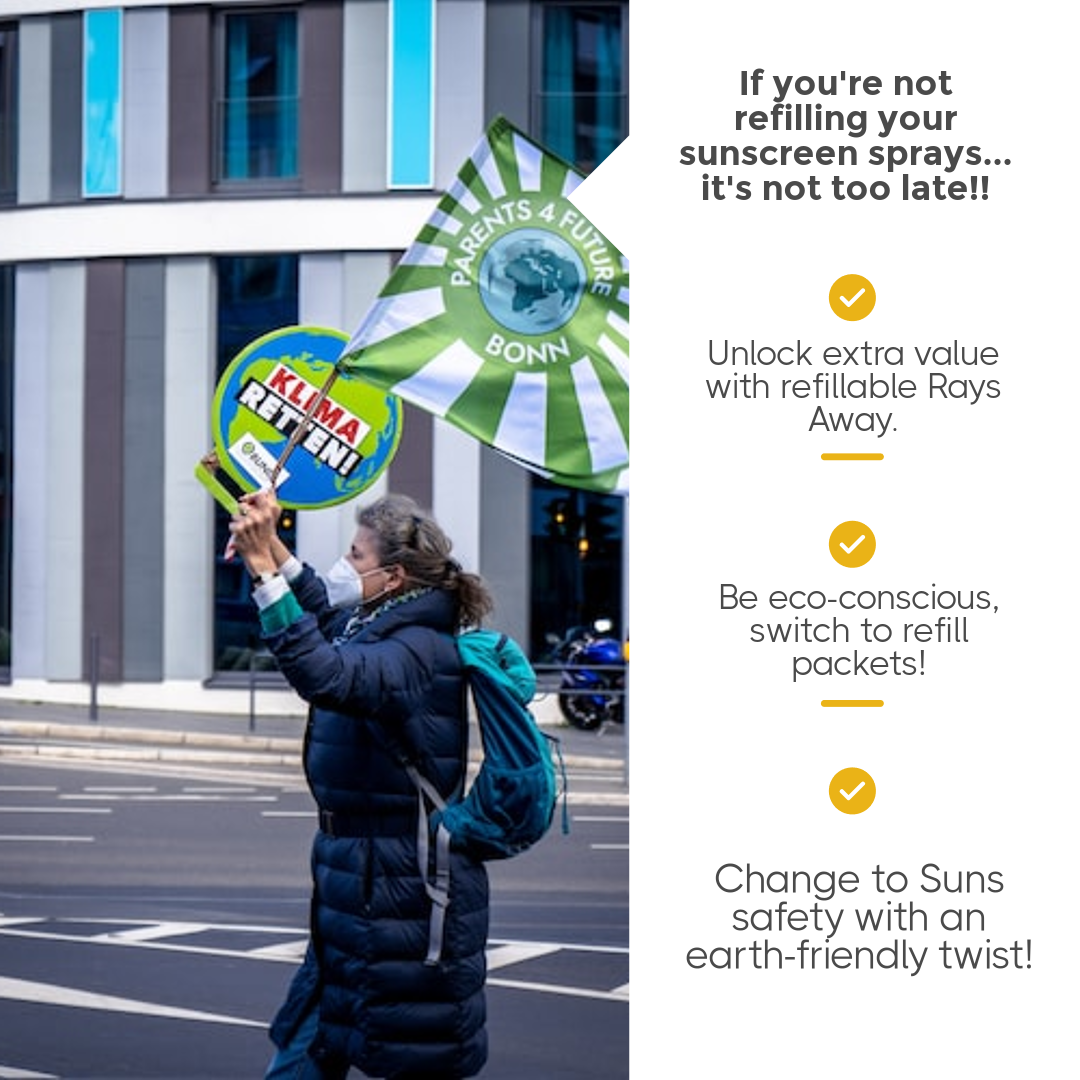 If you're not
refilling your
sunscreen sprays...
it's not too late!!
Unlock extra value
with refillable Rays
Away.
Be eco-conscious,
switch to refill
packets!
Change to Suns
safety with an
earth-friendly twist!
PARENTS 4 FUTURE
BONN
KLIMA
RETTEN!
BUND